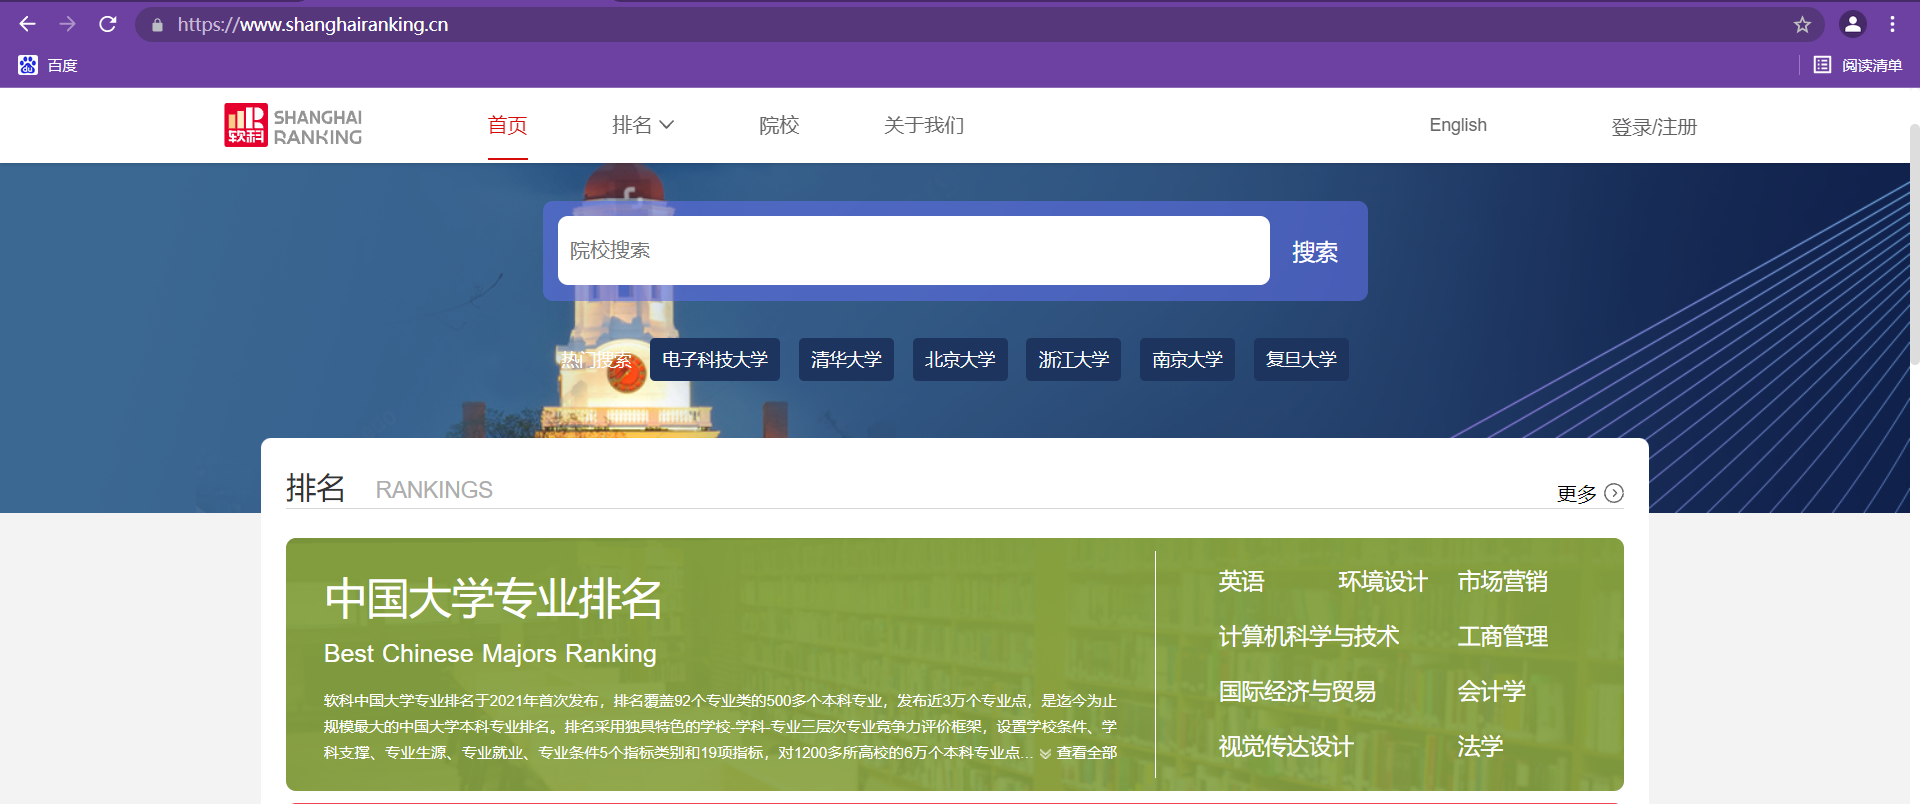 https://www.shanghairanking.cn
百度
阅读清单
软科 SHANGHAI RANKING
首页 排名 院校 关于我们 English 登录/注册
院校搜索 搜索
热门搜索 电子科技大学 清华大学 北京大学 浙江大学 南京大学 复旦大学
排名 RANKINGS 更多
中国大学专业排名
Best Chinese Majors Ranking
软科中国大学专业排名于2021年首次发布，排名覆盖92个专业类的500多个本科专业，发布近3万个专业点，是迄今为止
规模最大的中国大学本科专业排名。排名采用独具特色的学校-学科-专业三层次专业竞争力评价框架，设置学校条件、学
科支撑、专业生源、专业就业、专业条件5个指标类别和19项指标，对1200多所高校的6万个本科专业点... 查看全部
英语 环境设计 市场营销
计算机科学与技术 工商管理
国际经济与贸易 会计学
视觉传达设计 法学